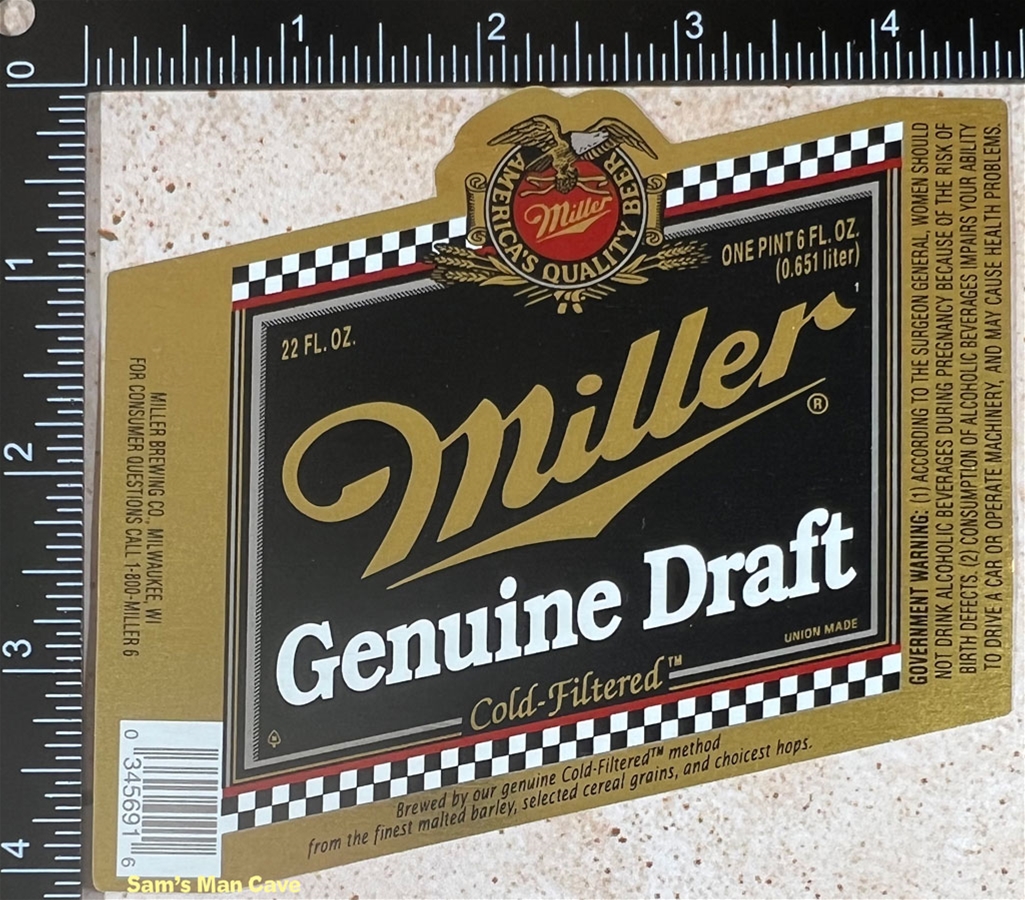 0 1 2 3 4
1
2
3
4
AMERICA'S QUALITY BEER
Miller
ONE PINT 6 FL. OZ.
(0.651 liter)
22 FL. OZ.
Miller
®
Genuine Draft
UNION MADE
Cold-Filtered™
Brewed by our genuine Cold-Filtered™ method
from the finest malted barley, selected cereal grains, and choicest hops.
MILLER BREWING CO., MILWAUKEE, WI
FOR CONSUMER QUESTIONS CALL 1-800-MILLER 6
GOVERNMENT WARNING: (1) ACCORDING TO THE SURGEON GENERAL, WOMEN SHOULD
NOT DRINK ALCOHOLIC BEVERAGES DURING PREGNANCY BECAUSE OF THE RISK OF
BIRTH DEFECTS. (2) CONSUMPTION OF ALCOHOLIC BEVERAGES IMPAIRS YOUR ABILITY
TO DRIVE A CAR OR OPERATE MACHINERY, AND MAY CAUSE HEALTH PROBLEMS.
0 345691 6
Sam's Man Cave